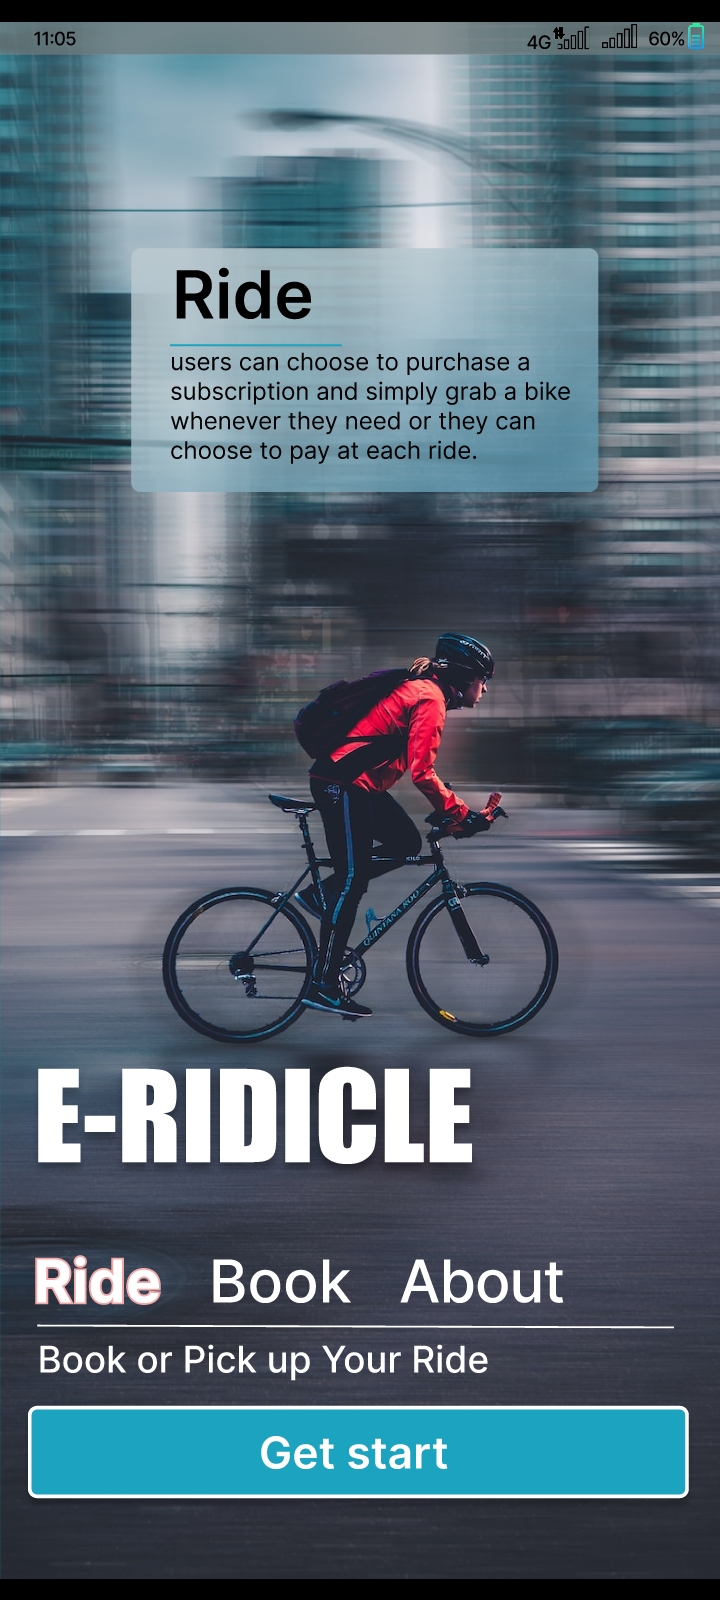 11:05 4G 60%
Ride
users can choose to purchase a
subscription and simply grab a bike
whenever they need or they can
choose to pay at each ride.
QUINTANA ROO
E-RIDICLE
Ride Book About
Book or Pick up Your Ride
Get start